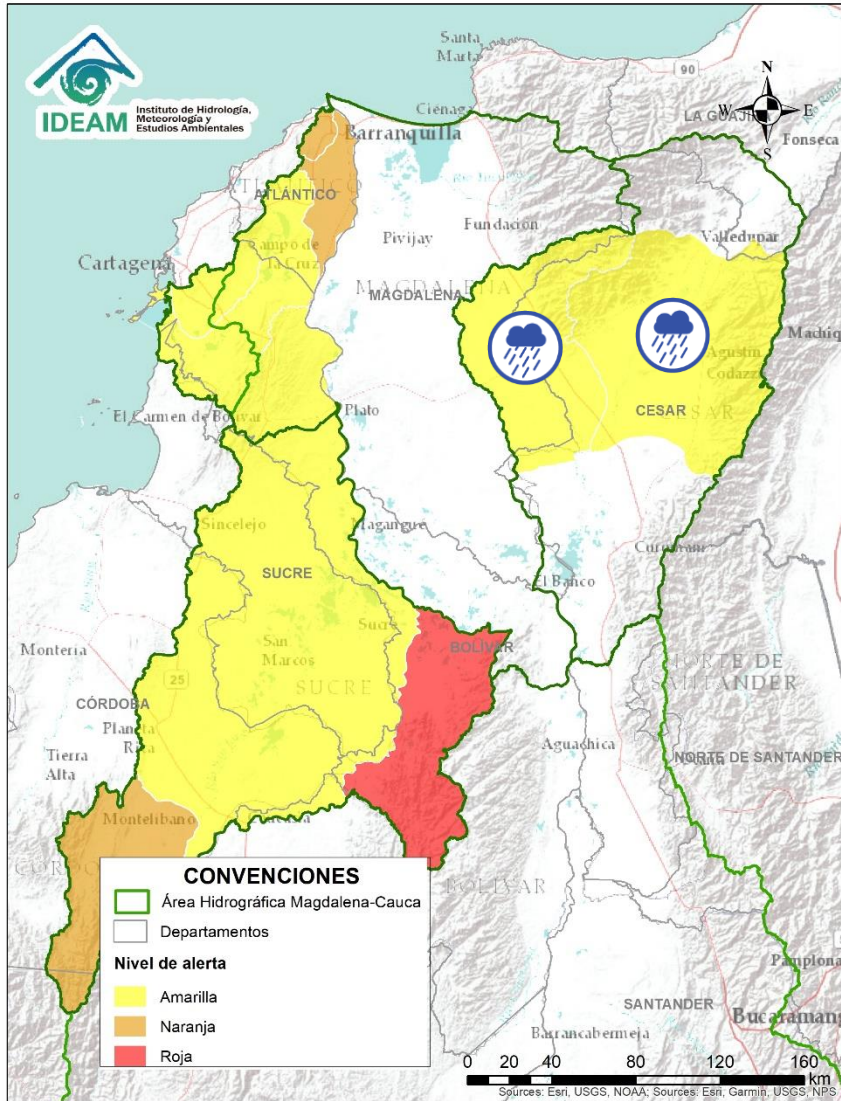 IDEAM
Instituto de Hidrología,
Meteorología y
Estudios Ambientales
Santa
Marta
90
N
W
E
S
Ciénaga
Barranquilla
LA GUAJIRA
Fonseca
ATLÁNTICO
Fundación
Valledupar
Campo de
la Cruz
Pivijay
Cartagena
MAGDALENA
MAGDALENA
Machiq
Agustín
Codazzi
CESAR
CESAR
El Carmen de Bolívar
Plato
Sincelejo
Magangué
Curumaní
SUCRE
El Banco
Sucre
Montería
San
Marcos
BOLÍVAR
NORTE DE
SANTANDER
25
SUCRE
CÓRDOBA
Planeta
Rica
Aguachica
Tierra
Alta
NORTE DE SANTANDER
Montelíbano
BOLÍVAR
CONVENCIONES
Área Hidrográfica Magdalena-Cauca
Departamentos
Nivel de alerta
Amarilla
Naranja
Roja
Pamplona
SANTANDER
Bucaramang
Barrancabermeja
0 20 40 80 120 160
km
Sources: Esri, USGS, NOAA; Sources: Esri, Garmin, USGS, NPS